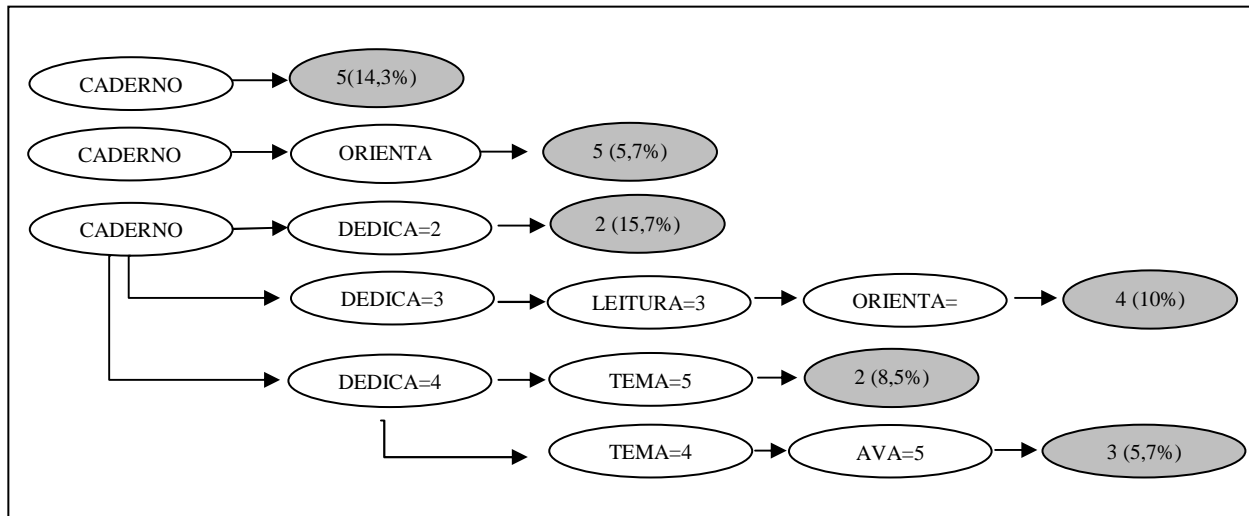 CADERNO 5(14,3%)
CADERNO ORIENTA 5 (5,7%)
CADERNO DEDICA=2 2 (15,7%)
DEDICA=3 LEITURA=3 ORIENTA= 4 (10%)
DEDICA=4 TEMA=5 2 (8,5%)
TEMA=4 AVA=5 3 (5,7%)